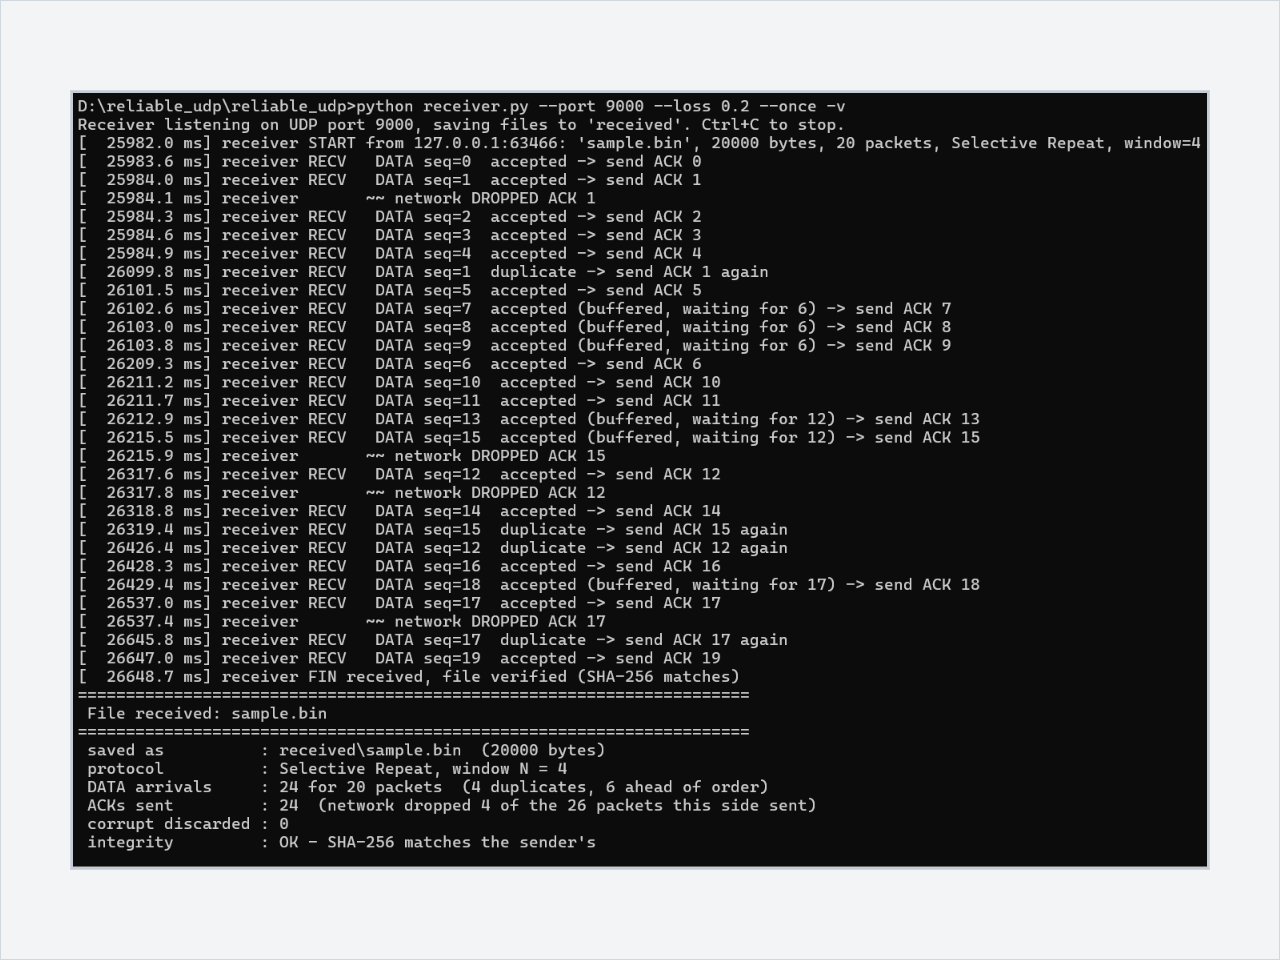 D:\reliable_udp\reliable_udp>python receiver.py --port 9000 --loss 0.2 --once -v
Receiver listening on UDP port 9000, saving files to 'received'. Ctrl+C to stop.
[  25982.0 ms] receiver START from 127.0.0.1:63466: 'sample.bin', 20000 bytes, 20 packets, Selective Repeat, window=4
[  25983.6 ms] receiver RECV   DATA seq=0  accepted -> send ACK 0
[  25984.0 ms] receiver RECV   DATA seq=1  accepted -> send ACK 1
[  25984.1 ms] receiver       ~~ network DROPPED ACK 1
[  25984.3 ms] receiver RECV   DATA seq=2  accepted -> send ACK 2
[  25984.6 ms] receiver RECV   DATA seq=3  accepted -> send ACK 3
[  25984.9 ms] receiver RECV   DATA seq=4  accepted -> send ACK 4
[  26099.8 ms] receiver RECV   DATA seq=1  duplicate -> send ACK 1 again
[  26101.5 ms] receiver RECV   DATA seq=5  accepted -> send ACK 5
[  26102.6 ms] receiver RECV   DATA seq=7  accepted (buffered, waiting for 6) -> send ACK 7
[  26103.0 ms] receiver RECV   DATA seq=8  accepted (buffered, waiting for 6) -> send ACK 8
[  26103.8 ms] receiver RECV   DATA seq=9  accepted (buffered, waiting for 6) -> send ACK 9
[  26209.3 ms] receiver RECV   DATA seq=6  accepted -> send ACK 6
[  26211.2 ms] receiver RECV   DATA seq=10  accepted -> send ACK 10
[  26211.7 ms] receiver RECV   DATA seq=11  accepted -> send ACK 11
[  26212.9 ms] receiver RECV   DATA seq=13  accepted (buffered, waiting for 12) -> send ACK 13
[  26215.5 ms] receiver RECV   DATA seq=15  accepted (buffered, waiting for 12) -> send ACK 15
[  26215.9 ms] receiver       ~~ network DROPPED ACK 15
[  26317.6 ms] receiver RECV   DATA seq=12  accepted -> send ACK 12
[  26317.8 ms] receiver       ~~ network DROPPED ACK 12
[  26318.8 ms] receiver RECV   DATA seq=14  accepted -> send ACK 14
[  26319.4 ms] receiver RECV   DATA seq=15  duplicate -> send ACK 15 again
[  26426.4 ms] receiver RECV   DATA seq=12  duplicate -> send ACK 12 again
[  26428.3 ms] receiver RECV   DATA seq=16  accepted -> send ACK 16
[  26429.4 ms] receiver RECV   DATA seq=18  accepted (buffered, waiting for 17) -> send ACK 18
[  26537.0 ms] receiver RECV   DATA seq=17  accepted -> send ACK 17
[  26537.4 ms] receiver       ~~ network DROPPED ACK 17
[  26645.8 ms] receiver RECV   DATA seq=17  duplicate -> send ACK 17 again
[  26647.0 ms] receiver RECV   DATA seq=19  accepted -> send ACK 19
[  26648.7 ms] receiver FIN received, file verified (SHA-256 matches)
======================================================================
 File received: sample.bin
======================================================================
 saved as          : received\sample.bin  (20000 bytes)
 protocol          : Selective Repeat, window N = 4
 DATA arrivals     : 24 for 20 packets  (4 duplicates, 6 ahead of order)
 ACKs sent         : 24  (network dropped 4 of the 26 packets this side sent)
 corrupt discarded : 0
 integrity         : OK - SHA-256 matches the sender's